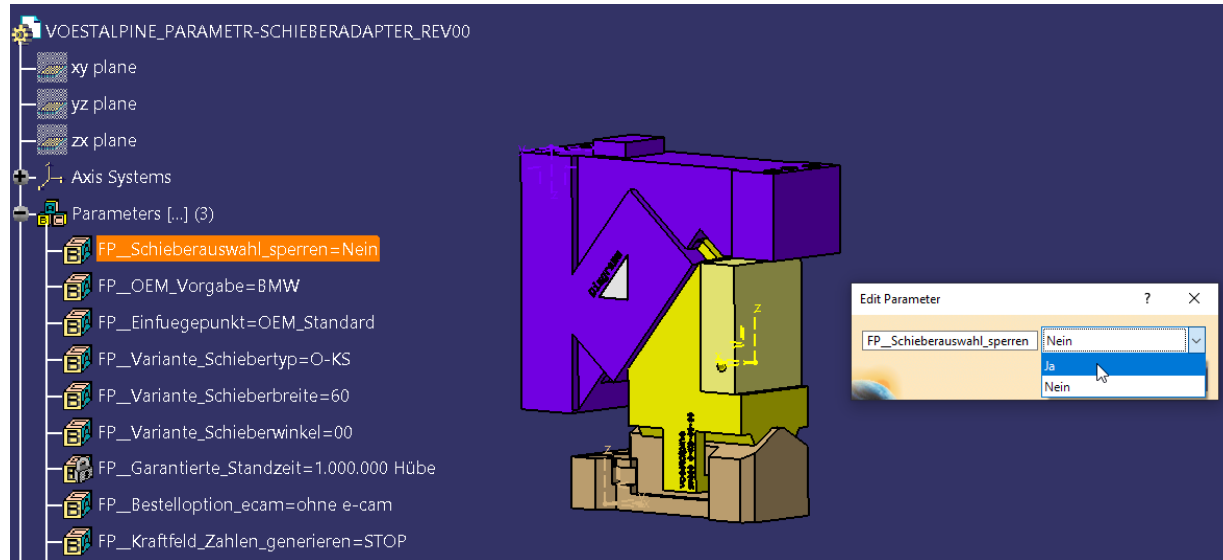 VOESTALPINE_PARAMETR-SCHIEBERADAPTER_REV00
xy plane
yz plane
zx plane
Axis Systems
Parameters [...] (3)
FP__Schieberauswahl_sperren=Nein
FP__OEM_Vorgabe=BMW
FP__Einfuegepunkt=OEM_Standard
FP__Variante_Schiebertyp=O-KS
FP__Variante_Schieberbreite=60
FP__Variante_Schieberwinkel=00
FP__Garantierte_Standzeit=1.000.000 Hübe
FP__Bestelloption_ecam=ohne e-cam
FP__Kraftfeld_Zahlen_generieren=STOP
z
z
Edit Parameter
? ×
FP__Schieberauswahl_sperren
Nein
Ja
Nein